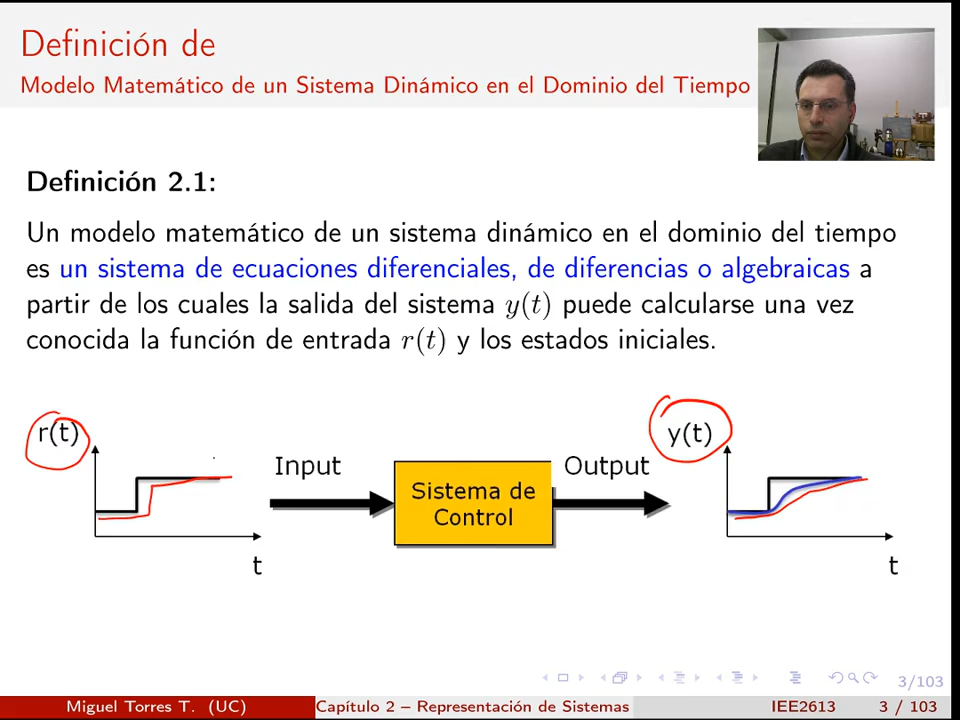 Definición de
Modelo Matemático de un Sistema Dinámico en el Dominio del Tiempo
Definición 2.1:
Un modelo matemático de un sistema dinámico en el dominio del tiempo
es un sistema de ecuaciones diferenciales, de diferencias o algebraicas a
partir de los cuales la salida del sistema y(t) puede calcularse una vez
conocida la función de entrada r(t) y los estados iniciales.
r(t)
t
Input
Sistema de
Control
Output
y(t)
t
3/103
Miguel Torres T. (UC)
Capítulo 2 – Representación de Sistemas
IEE2613
3 / 103